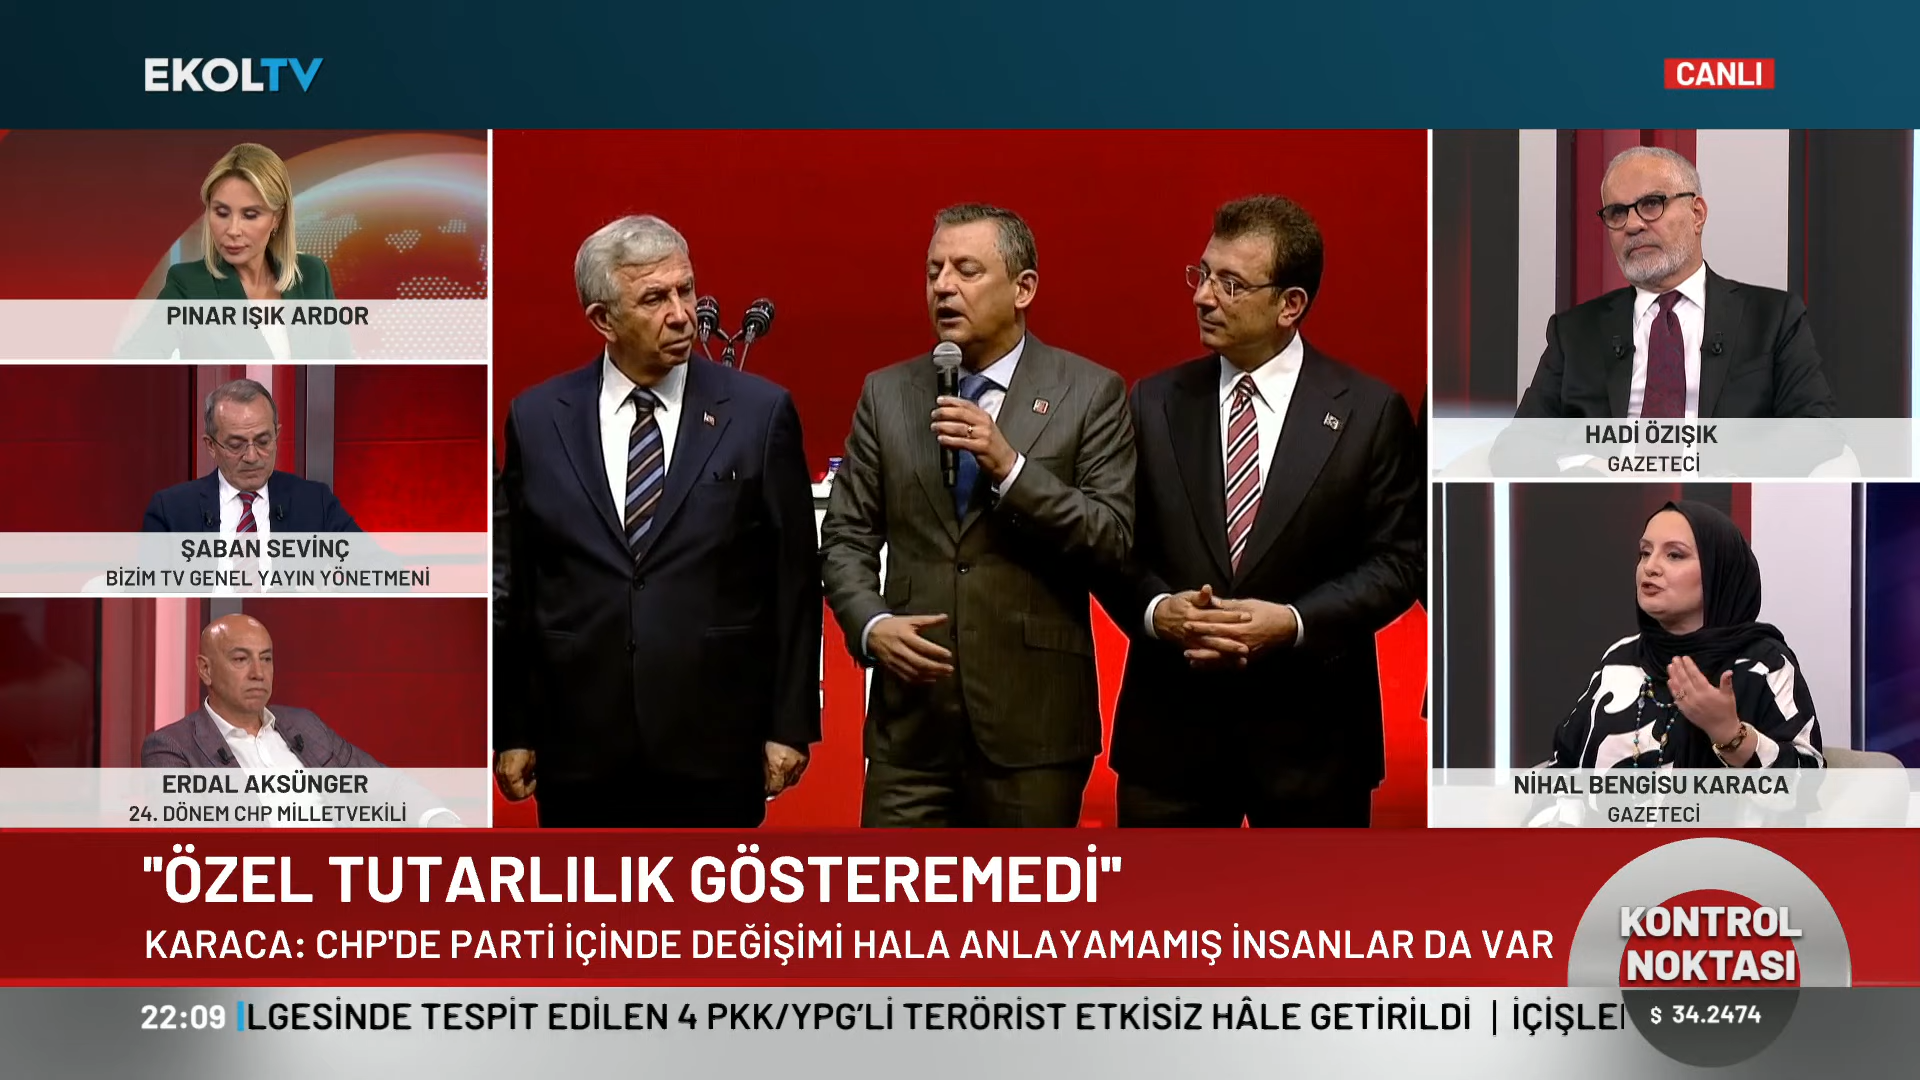 EKOLTV
CANLI
PINAR IŞIK ARDOR
ŞABAN SEVİNÇ
BİZİM TV GENEL YAYIN YÖNETMENİ
ERDAL AKSÜNGER
24. DÖNEM CHP MİLLETVEKİLİ
HADİ ÖZIŞIK
GAZETECİ
NİHAL BENGİSU KARACA
GAZETECİ
"ÖZEL TUTARLILIK GÖSTEREMEDİ"
KARACA: CHP'DE PARTİ İÇİNDE DEĞİŞİMİ HALA ANLAYAMAMIŞ İNSANLAR DA VAR
KONTROL
NOKTASI
22:09 LGESİNDE TESPİT EDİLEN 4 PKK/YPG'Lİ TERÖRİST ETKİSİZ HÂLE GETİRİLDİ | İÇİŞLE
$ 34.2474